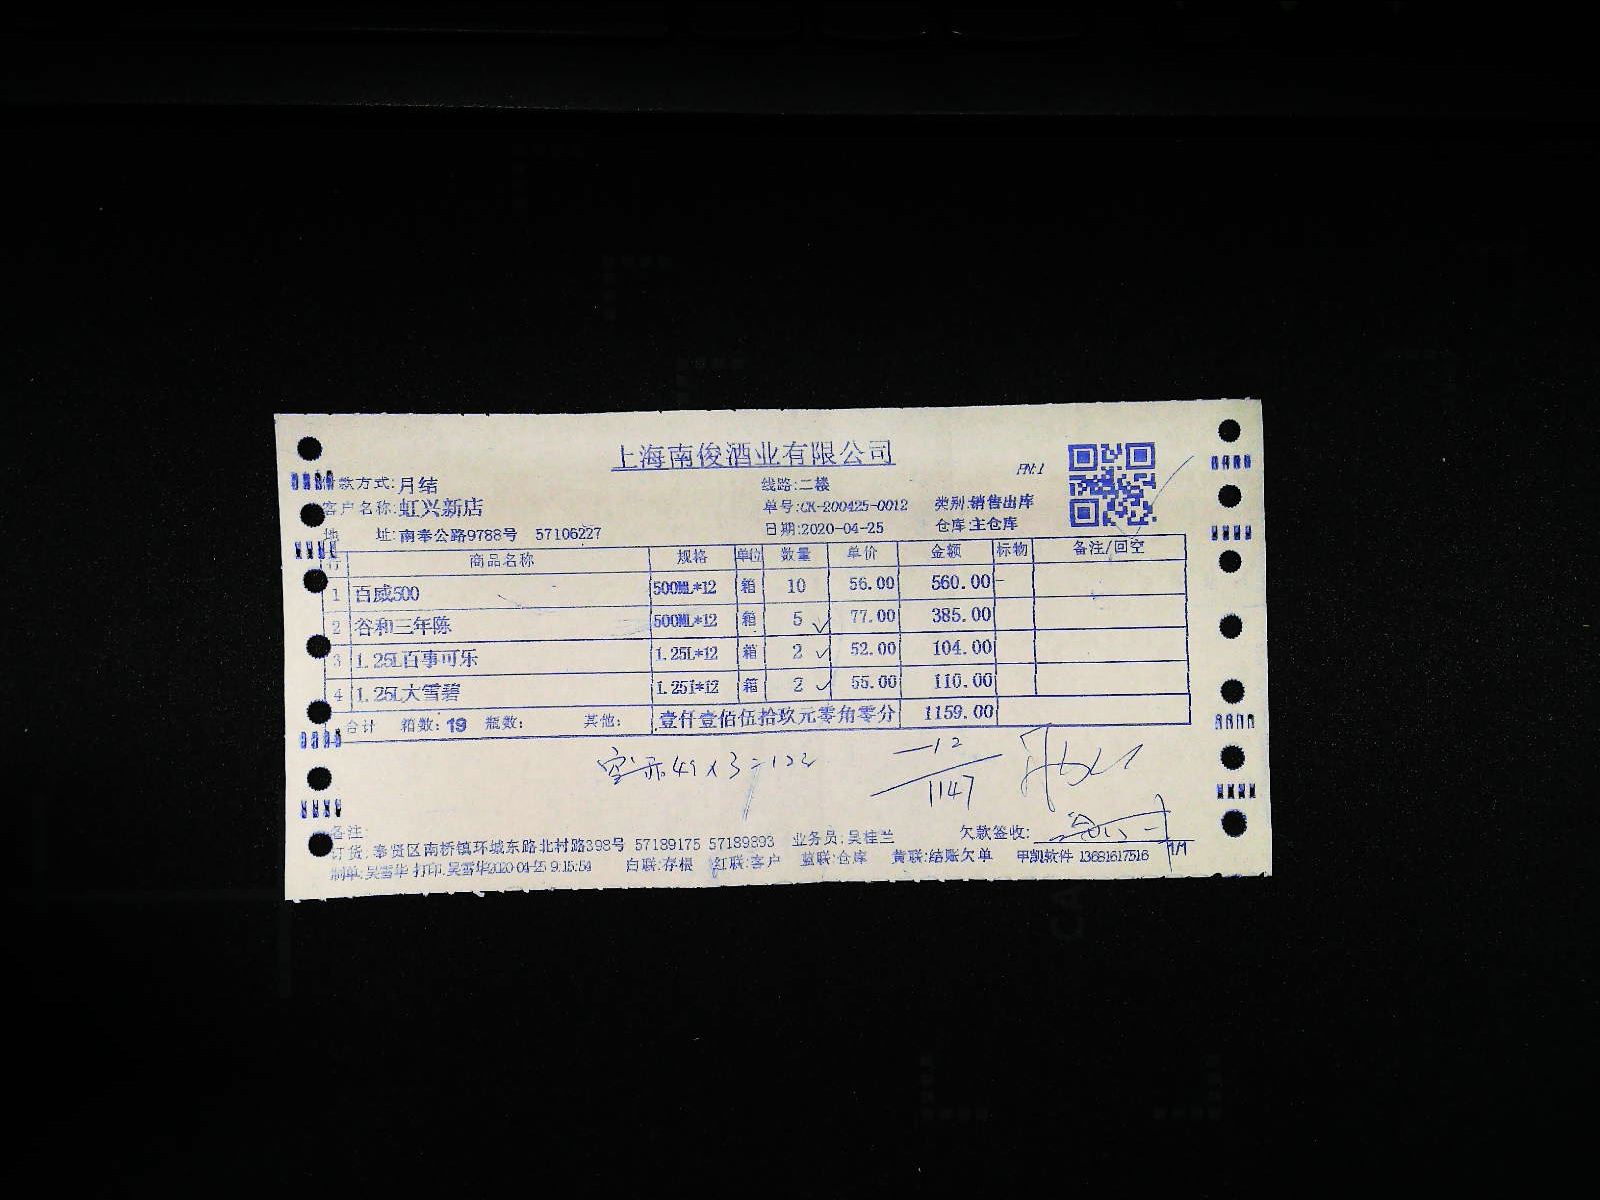 上海南俊酒业有限公司
PN:1
款方式:月结 线路:二楼
客户名称:虹兴新店 单号:CK-200425-0012 类别:销售出库
地 址:南奉公路9788号 57106227 日期:2020-04-25 仓库:主仓库
行 商品名称 规格 单位 数量 单价 金额 标物 备注/回空
1 百威500 500ML*12 箱 10 56.00 560.00
2 谷和三年陈 500ML*12 箱 5 77.00 385.00
3 1.25L百事可乐 1.25L*12 箱 2 52.00 104.00
4 1.25L大雪碧 1.25l*12 箱 2 55.00 110.00
合计 箱数: 19 瓶数: 其他: 壹仟壹佰伍拾玖元零角零分 1159.00
-12
1147
备注:
订货:奉贤区南桥镇环城东路北村路398号 57189175 57189893 业务员:吴桂兰 欠款签收:
制单:吴雪华 打印:吴雪华2020-04-25 9:15:54 白联:存根 红联:客户 蓝联:仓库 黄联:结账欠单 甲凯软件 13681617516